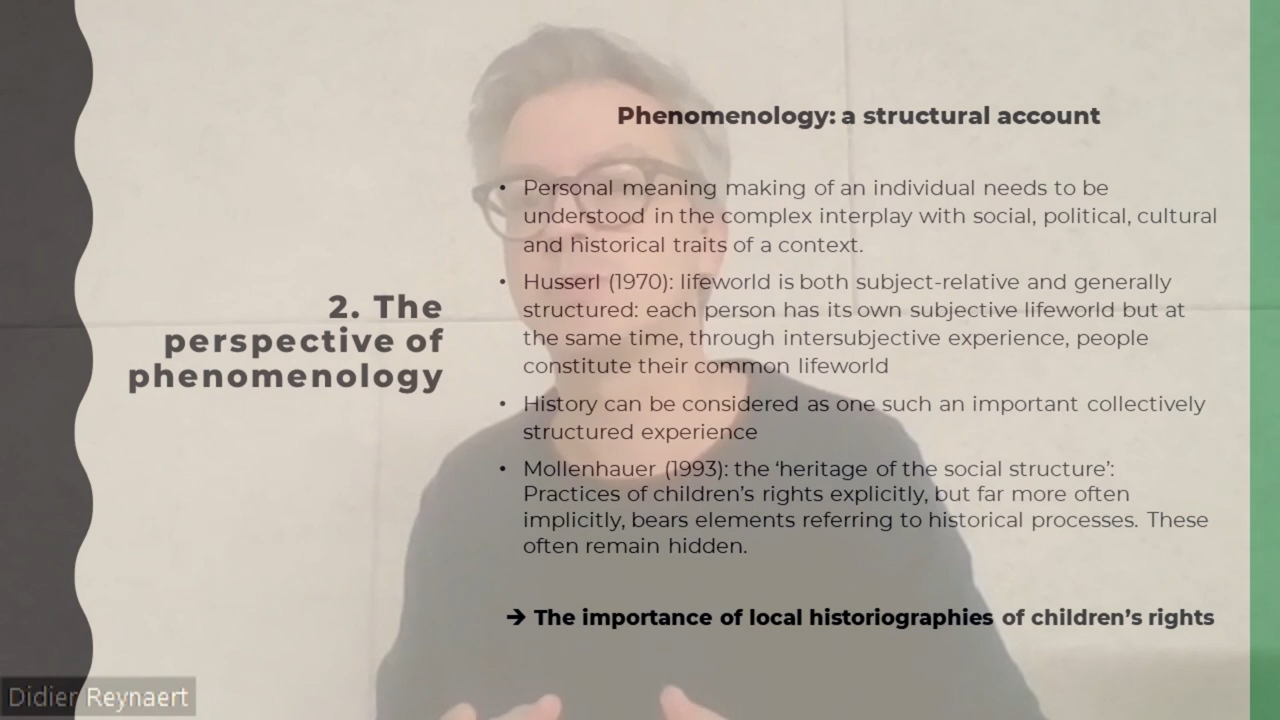 Phenomenology: a structural account
2. The
perspective of
phenomenology
• Personal meaning making of an individual needs to be
understood in the complex interplay with social, political, cultural
and historical traits of a context.
• Husserl (1970): lifeworld is both subject-relative and generally
structured: each person has its own subjective lifeworld but at
the same time, through intersubjective experience, people
constitute their common lifeworld
• History can be considered as one such an important collectively
structured experience
• Mollenhauer (1993): the ‘heritage of the social structure’:
Practices of children’s rights explicitly, but far more often
implicitly, bears elements referring to historical processes. These
often remain hidden.
→ The importance of local historiographies of children’s rights
Didier Reynaert